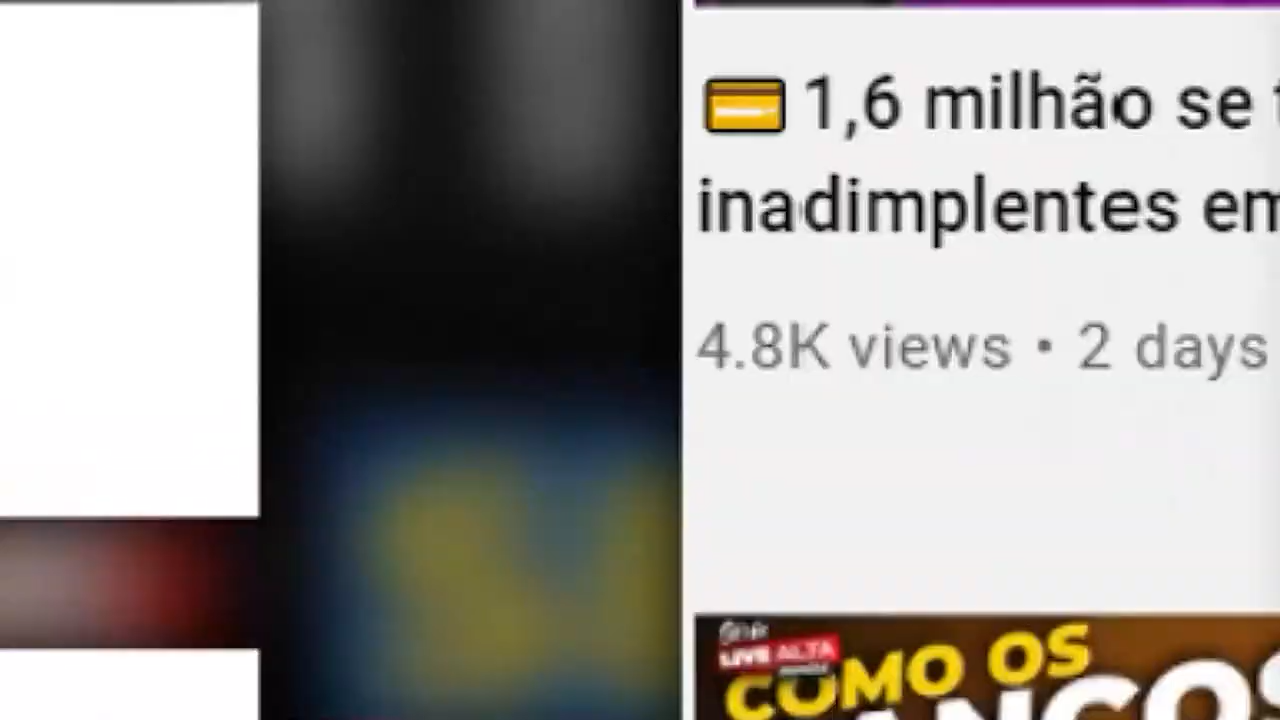 1,6 milhão se
inadimplentes em
4.8K views • 2 days
LIVE ALTA
COMO OS